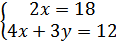 2x = 18
4x + 3y = 12